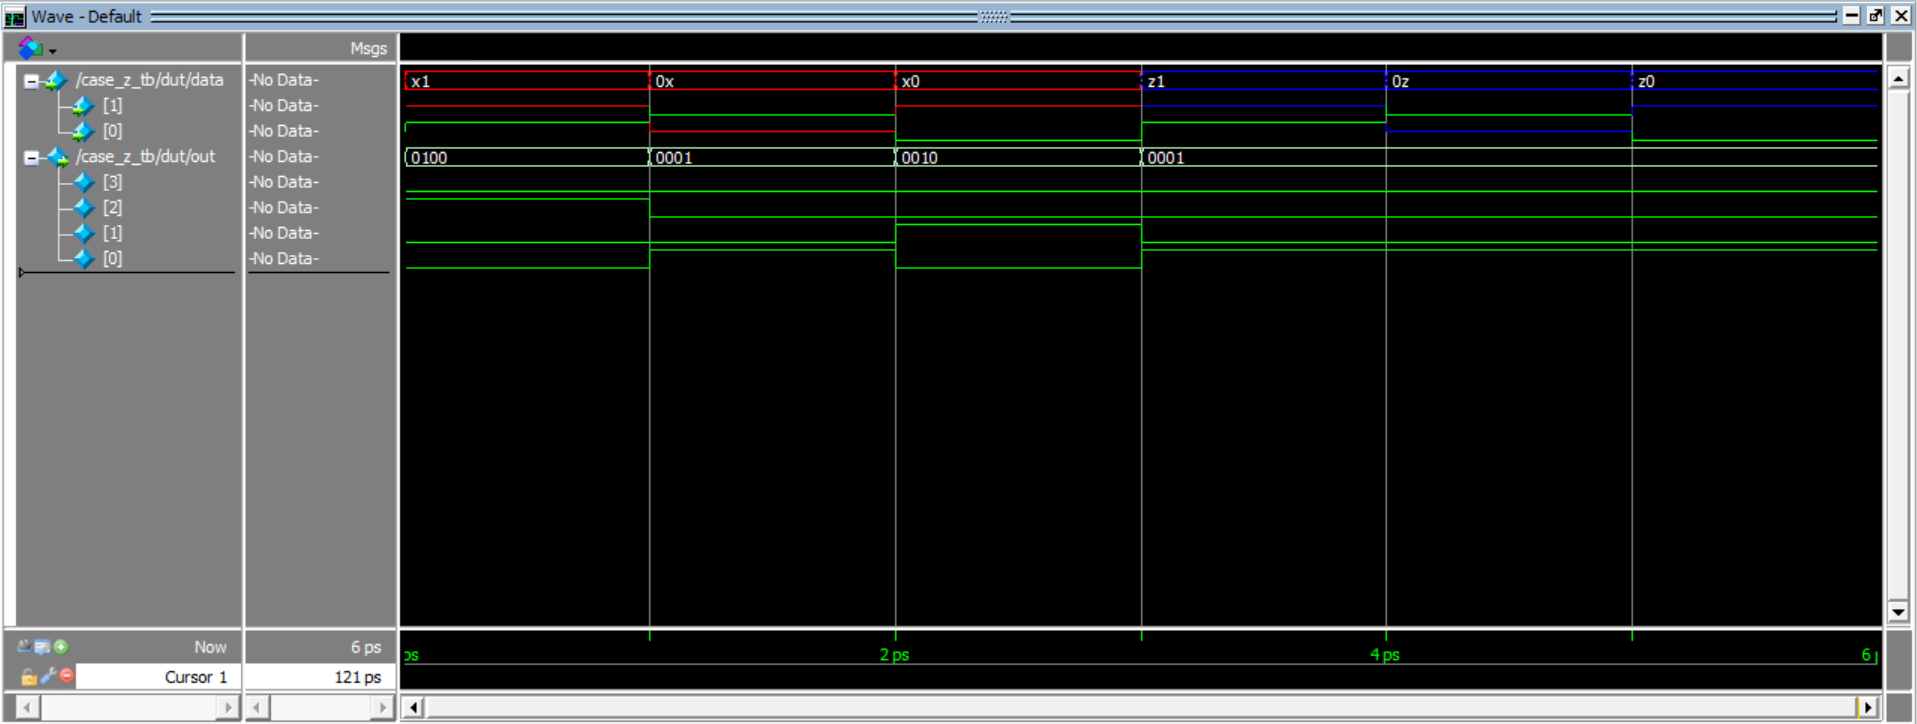 Wave - Default
Msgs
/case_z_tb/dut/data -No Data- x1 0x x0 z1 0z z0
[1] -No Data-
[0] -No Data-
/case_z_tb/dut/out -No Data- 0100 0001 0010 0001
[3] -No Data-
[2] -No Data-
[1] -No Data-
[0] -No Data-
Now 6 ps ps 2 ps 4 ps 6
Cursor 1 121 ps